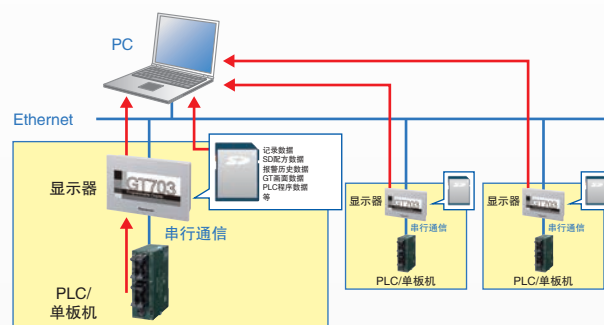 PC
Ethernet
记录数据
SD配方数据
报警历史数据
GT画面数据
PLC程序数据
等
显示器
GT703
串行通信
PLC/
单板机
显示器
GT703
串行通信
PLC/单板机
显示器
GT703
串行通信
PLC/单板机